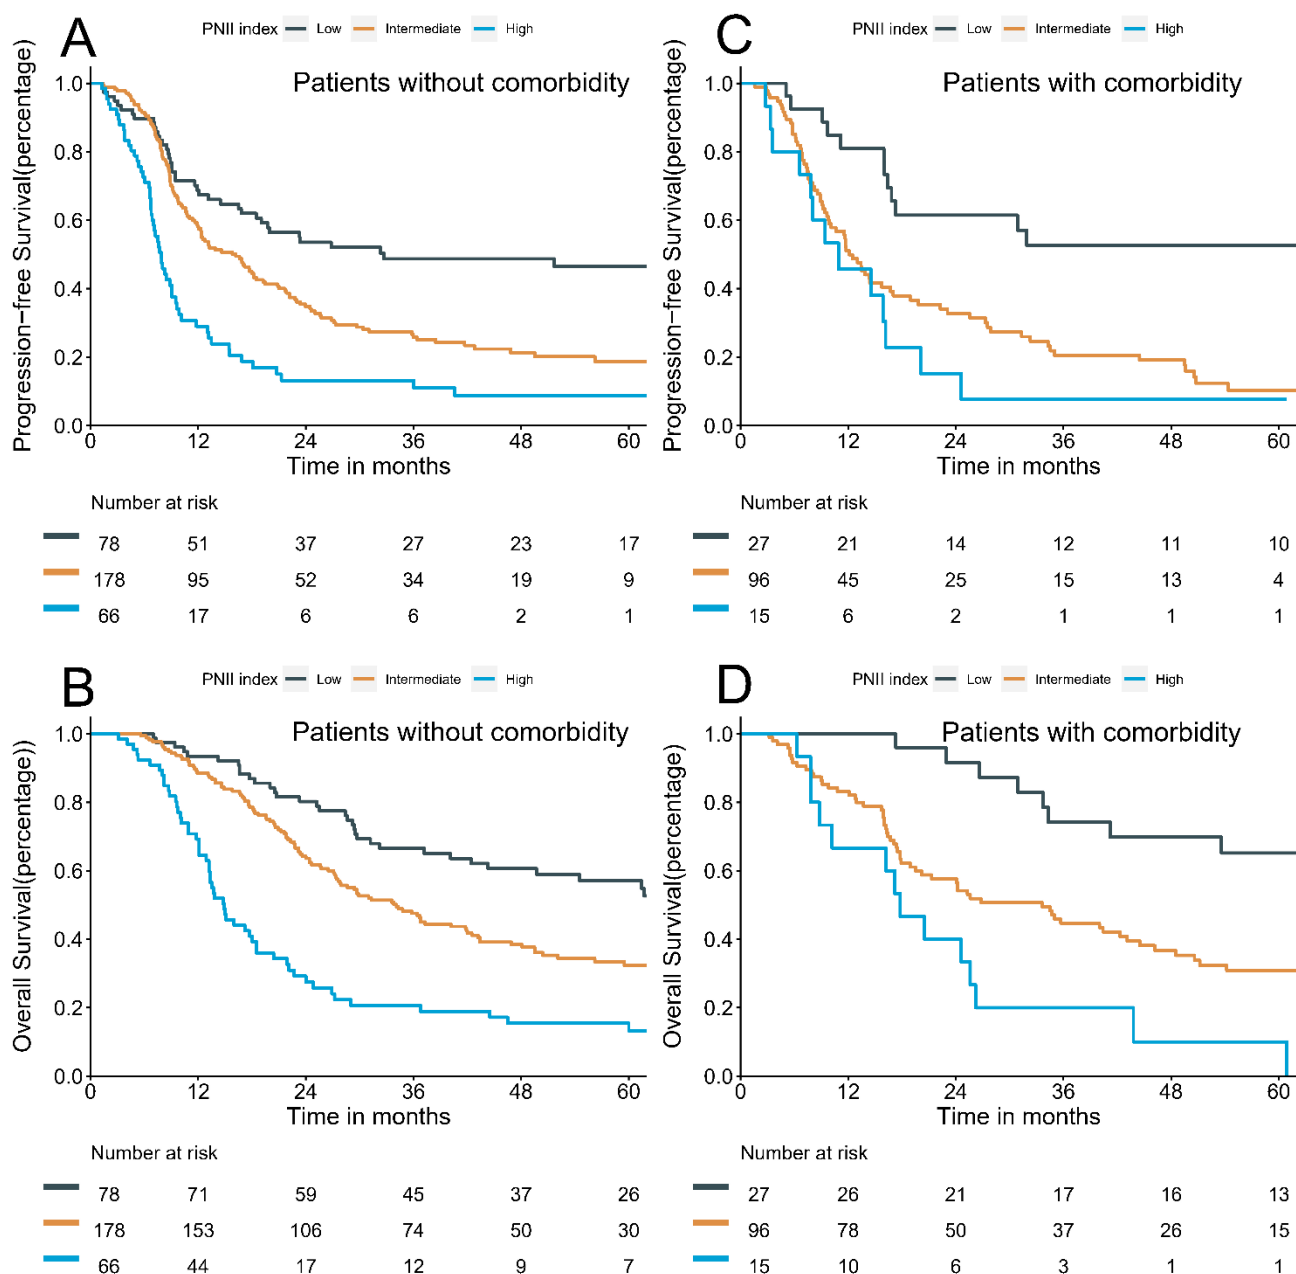 A
PNII index Low Intermediate High
Patients without comorbidity
Progression-free Survival(percentage)
1.0
0.8
0.6
0.4
0.2
0.0
0 12 24 36 48 60
Time in months
Number at risk
78 51 37 27 23 17
178 95 52 34 19 9
66 17 6 6 2 1
C
PNII index Low Intermediate High
Patients with comorbidity
Progression-free Survival(percentage)
1.0
0.8
0.6
0.4
0.2
0.0
0 12 24 36 48 60
Time in months
Number at risk
27 21 14 12 11 10
96 45 25 15 13 4
15 6 2 1 1 1
B
PNII index Low Intermediate High
Patients without comorbidity
Overall Survival(percentage))
1.0
0.8
0.6
0.4
0.2
0.0
0 12 24 36 48 60
Time in months
Number at risk
78 71 59 45 37 26
178 153 106 74 50 30
66 44 17 12 9 7
D
PNII index Low Intermediate High
Patients with comorbidity
Overall Survival(percentage)
1.0
0.8
0.6
0.4
0.2
0.0
0 12 24 36 48 60
Time in months
Number at risk
27 26 21 17 16 13
96 78 50 37 26 15
15 10 6 3 1 1